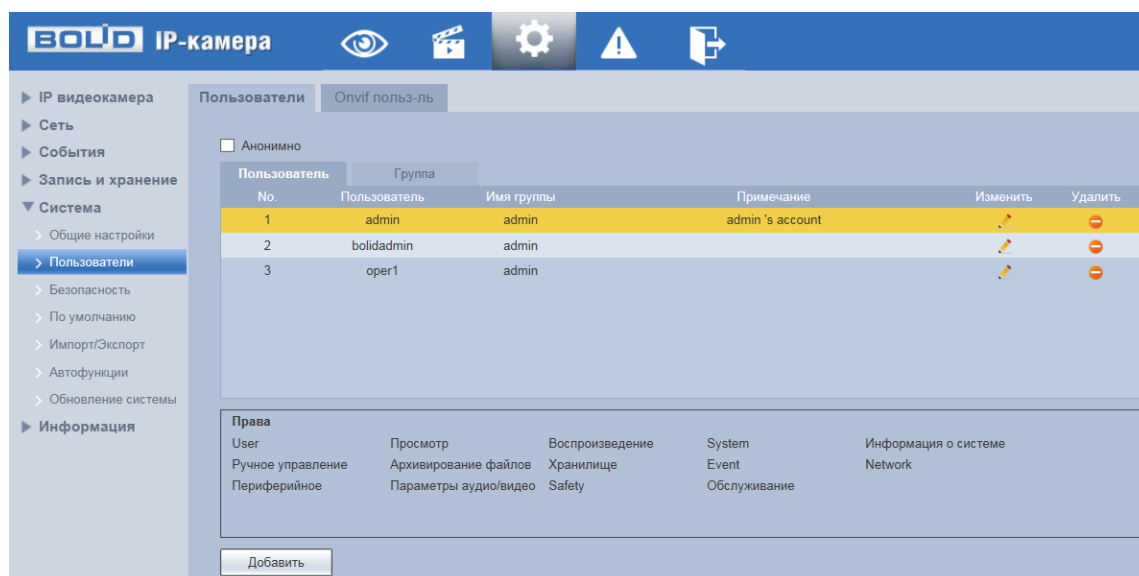 BOLID IP-камера
IP видеокамера
Сеть
События
Запись и хранение
Система
Общие настройки
Пользователи
Безопасность
По умолчанию
Импорт/Экспорт
Автофункции
Обновление системы
Информация
Пользователи Onvif польз-ль
Анонимно
Пользователь Группа
No. Пользователь Имя группы Примечание Изменить Удалить
1 admin admin admin 's account
2 bolidadmin admin
3 oper1 admin
Права
User Просмотр Воспроизведение System Информация о системе
Ручное управление Архивирование файлов Хранилище Event Network
Периферийное Параметры аудио/видео Safety Обслуживание
Добавить